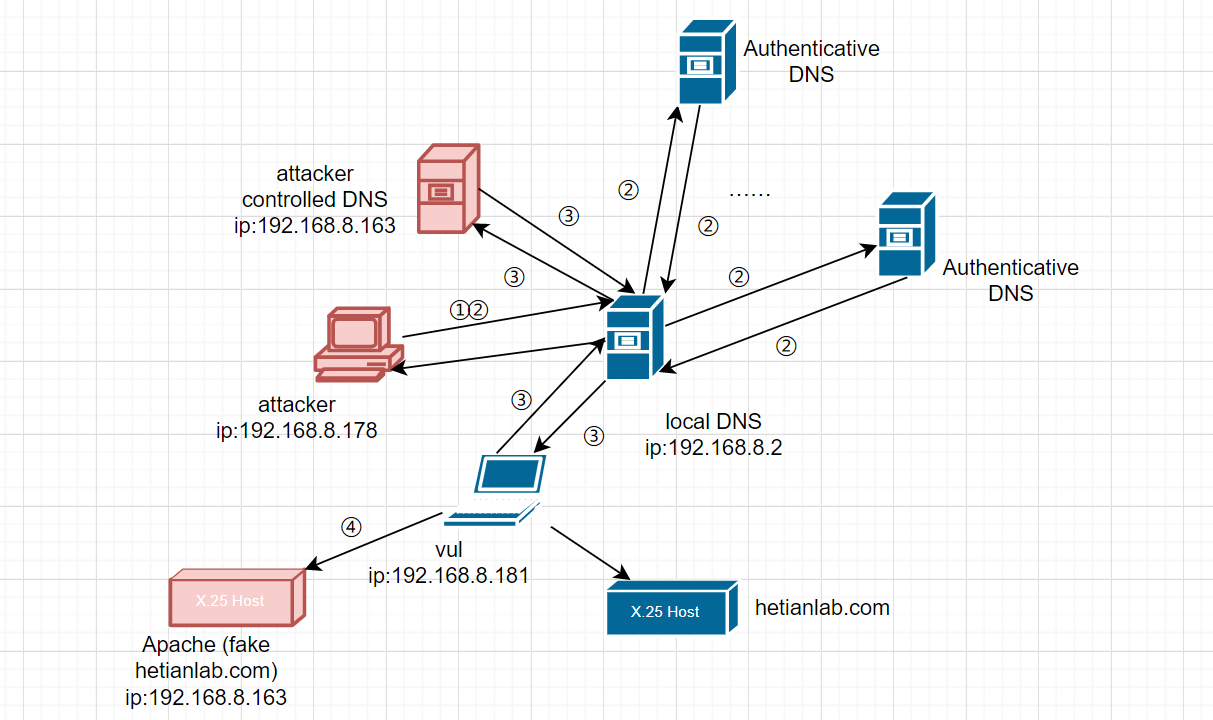 Authenticative
DNS
attacker
controlled DNS
ip:192.168.8.163
③
②
……
②
③
②
Authenticative
DNS
①②
②
attacker
ip:192.168.8.178
③
③
local DNS
ip:192.168.8.2
④
vul
ip:192.168.8.181
X.25 Host
Apache (fake
hetianlab.com)
ip:192.168.8.163
X.25 Host
hetianlab.com